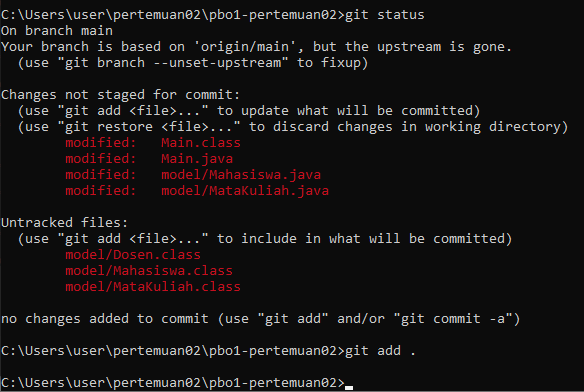 C:\Users\user\pertemuan02\pbo1-pertemuan02>git status
On branch main
Your branch is based on 'origin/main', but the upstream is gone.
  (use "git branch --unset-upstream" to fixup)

Changes not staged for commit:
  (use "git add <file>..." to update what will be committed)
  (use "git restore <file>..." to discard changes in working directory)
        modified:   Main.class
        modified:   Main.java
        modified:   model/Mahasiswa.java
        modified:   model/MataKuliah.java

Untracked files:
  (use "git add <file>..." to include in what will be committed)
        model/Dosen.class
        model/Mahasiswa.class
        model/MataKuliah.class

no changes added to commit (use "git add" and/or "git commit -a")

C:\Users\user\pertemuan02\pbo1-pertemuan02>git add .

C:\Users\user\pertemuan02\pbo1-pertemuan02>